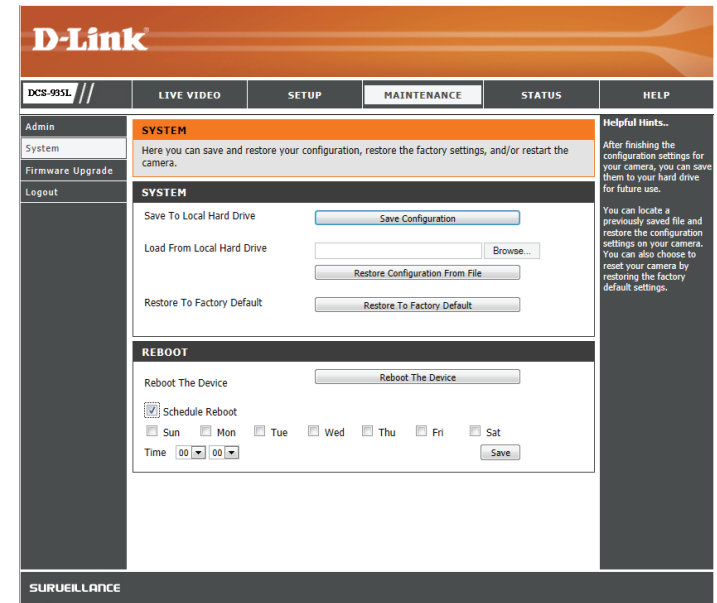 D-Link
DCS-935L // LIVE VIDEO SETUP MAINTENANCE STATUS HELP
Admin
System
Firmware Upgrade
Logout
SYSTEM
Here you can save and restore your configuration, restore the factory settings, and/or restart the
camera.
SYSTEM
Save To Local Hard Drive Save Configuration
Load From Local Hard Drive Browse...
Restore Configuration From File
Restore To Factory Default Restore To Factory Default
REBOOT
Reboot The Device Reboot The Device
Schedule Reboot
Sun Mon Tue Wed Thu Fri Sat
Time 00 00 Save
Helpful Hints..
After finishing the
configuration settings for
your camera, you can save
them to your hard drive
for future use.
You can locate a
previously saved file and
restore the configuration
settings on your camera.
You can also choose to
reset your camera by
restoring the factory
default settings.
SURVEILLANCE